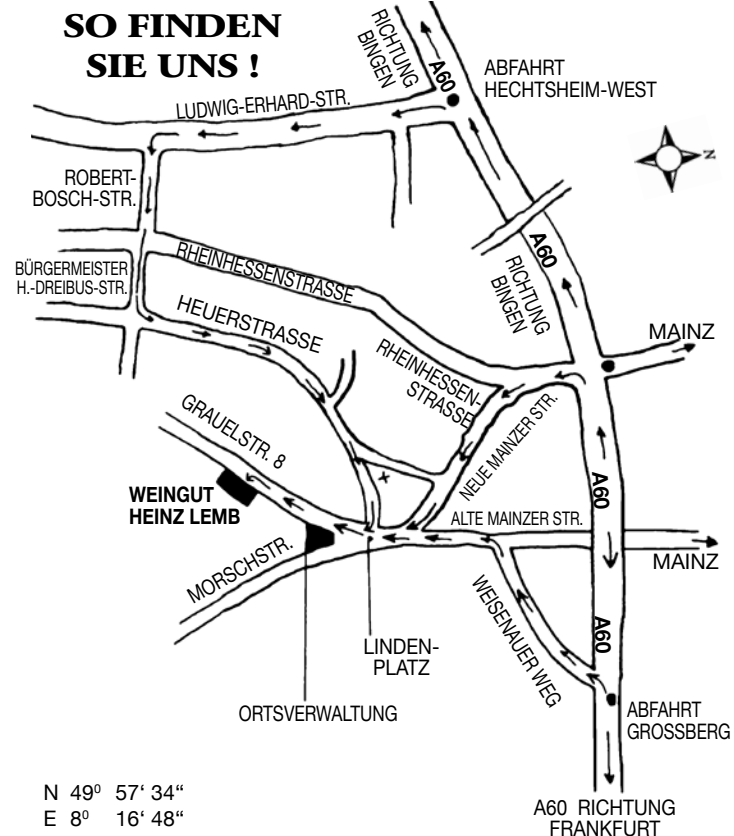 SO FINDEN
SIE UNS !
RICHTUNG
BINGEN
A60
ABFAHRT
HECHTSHEIM-WEST
LUDWIG-ERHARD-STR.
N
ROBERT-
BOSCH-STR.
A60
RICHTUNG
BINGEN
RHEINHESSENSTRASSE
BÜRGERMEISTER
H.-DREIBUS-STR.
HEUERSTRASSE
MAINZ
RHEINHESSEN-
STRASSE
GRAUELSTR. 8
NEUE MAINZER STR.
A60
x
WEINGUT
HEINZ LEMB
ALTE MAINZER STR.
MAINZ
MORSCHSTR.
WEISENAUER WEG
A60
LINDEN-
PLATZ
ORTSVERWALTUNG
ABFAHRT
GROSSBERG
N 49⁰ 57‘ 34“
E 8⁰ 16‘ 48“
A60 RICHTUNG
FRANKFURT